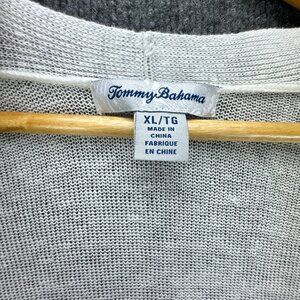 Tommy Bahama
XL/TG
MADE IN
CHINA
FABRIQUE
EN CHINE